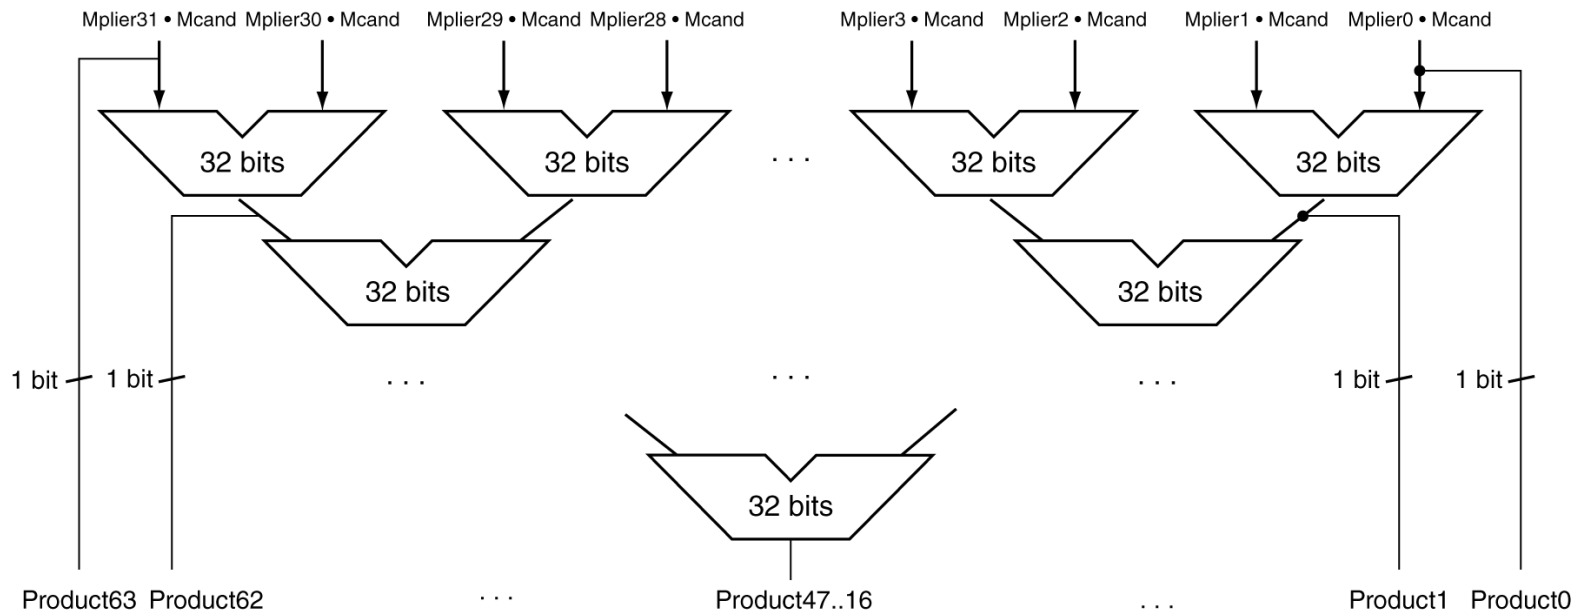 Mplier31 • Mcand Mplier30 • Mcand Mplier29 • Mcand Mplier28 • Mcand Mplier3 • Mcand Mplier2 • Mcand Mplier1 • Mcand Mplier0 • Mcand
32 bits 32 bits . . . 32 bits 32 bits
32 bits 32 bits
1 bit 1 bit . . . . . . . . . 1 bit 1 bit
32 bits
Product63 Product62 . . . Product47..16 . . . Product1 Product0